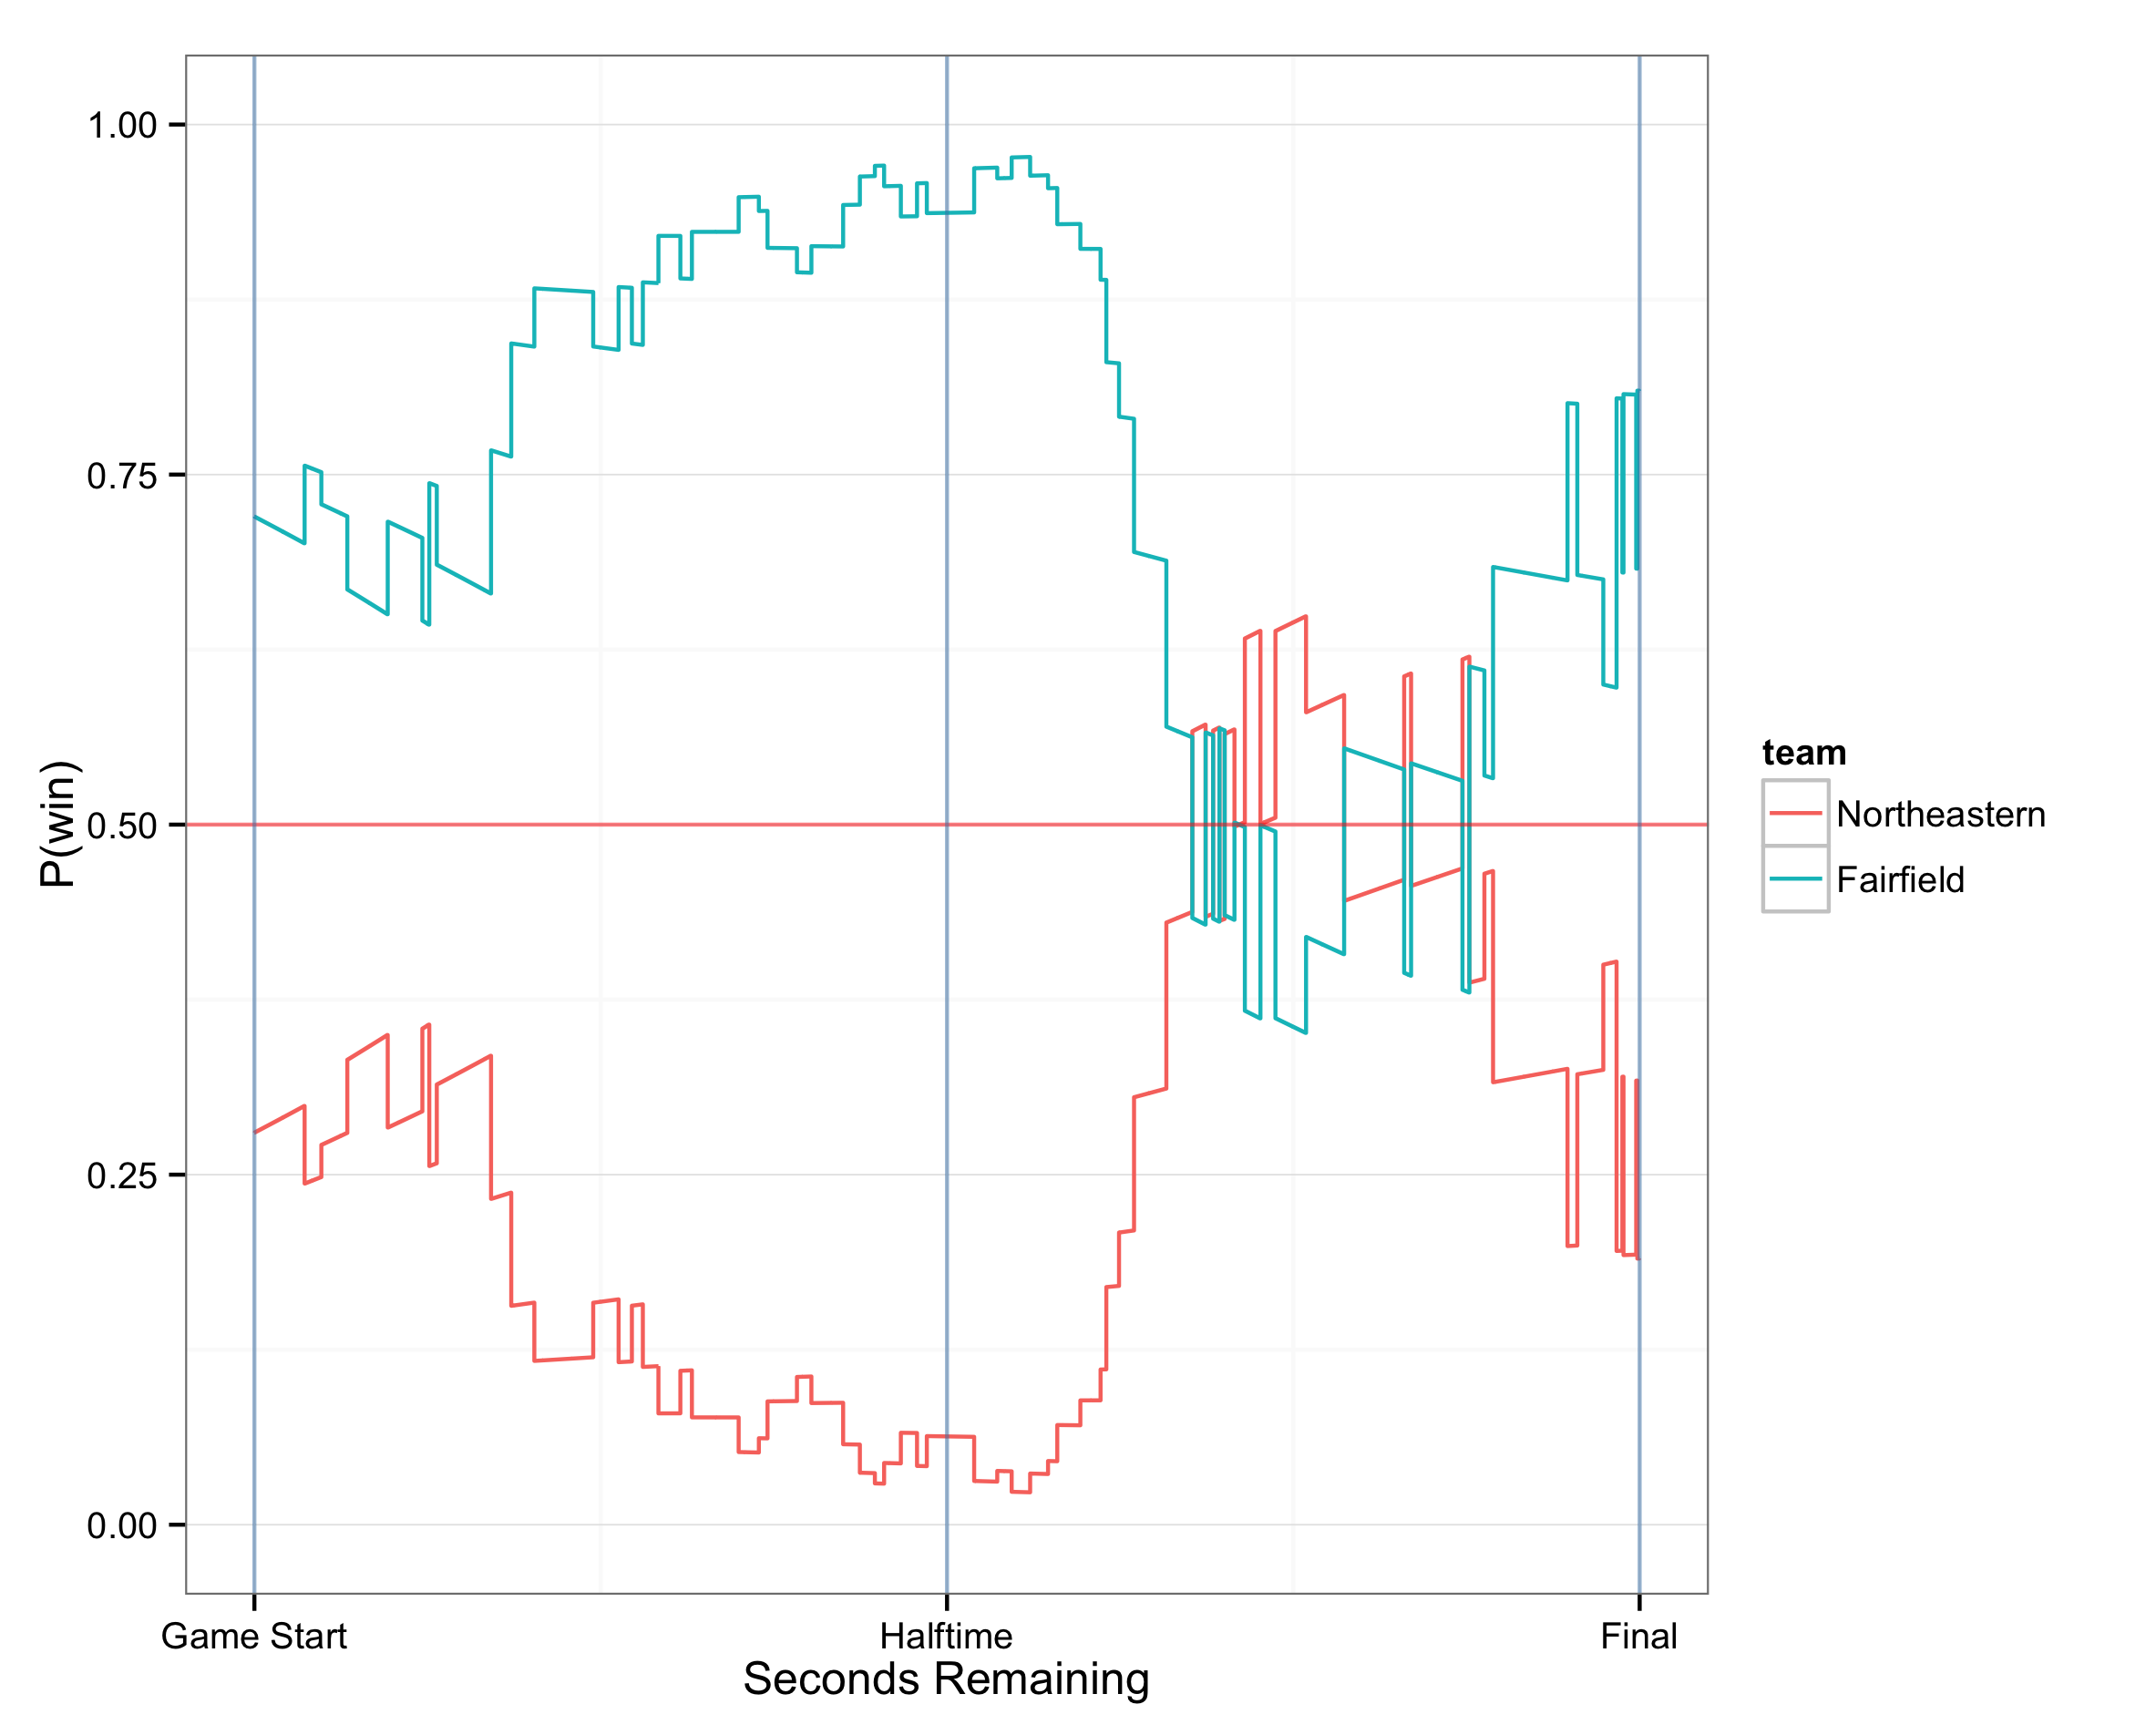 1.00
0.75
0.50
0.25
0.00
P(win)
Game Start
Halftime
Final
Seconds Remaining
team
Northeastern
Fairfield